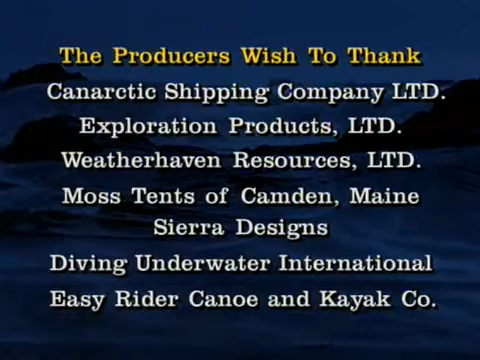 The Producers Wish To Thank
Canarctic Shipping Company LTD.
Exploration Products, LTD.
Weatherhaven Resources, LTD.
Moss Tents of Camden, Maine
Sierra Designs
Diving Underwater International
Easy Rider Canoe and Kayak Co.